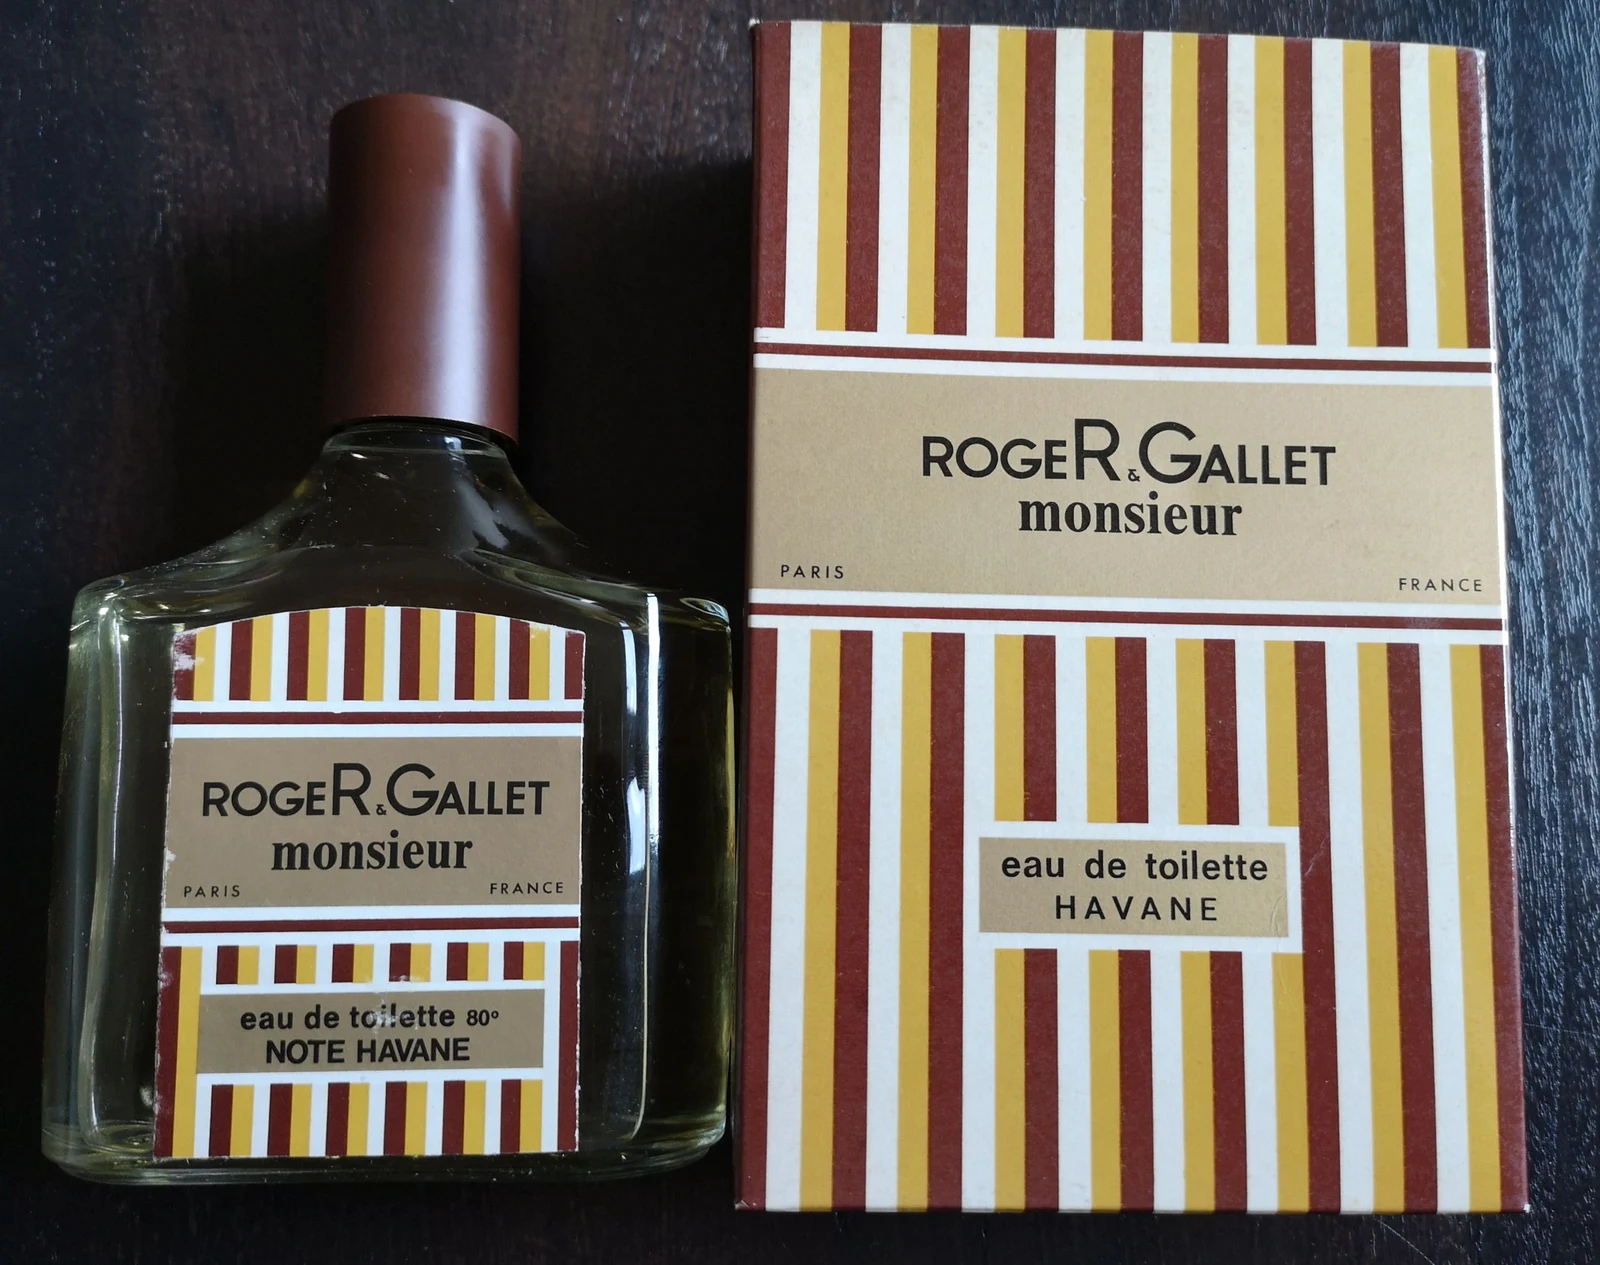 ROGER & GALLET
monsieur
PARIS FRANCE
eau de toilette 80°
NOTE HAVANE
ROGER & GALLET
monsieur
PARIS FRANCE
eau de toilette
HAVANE